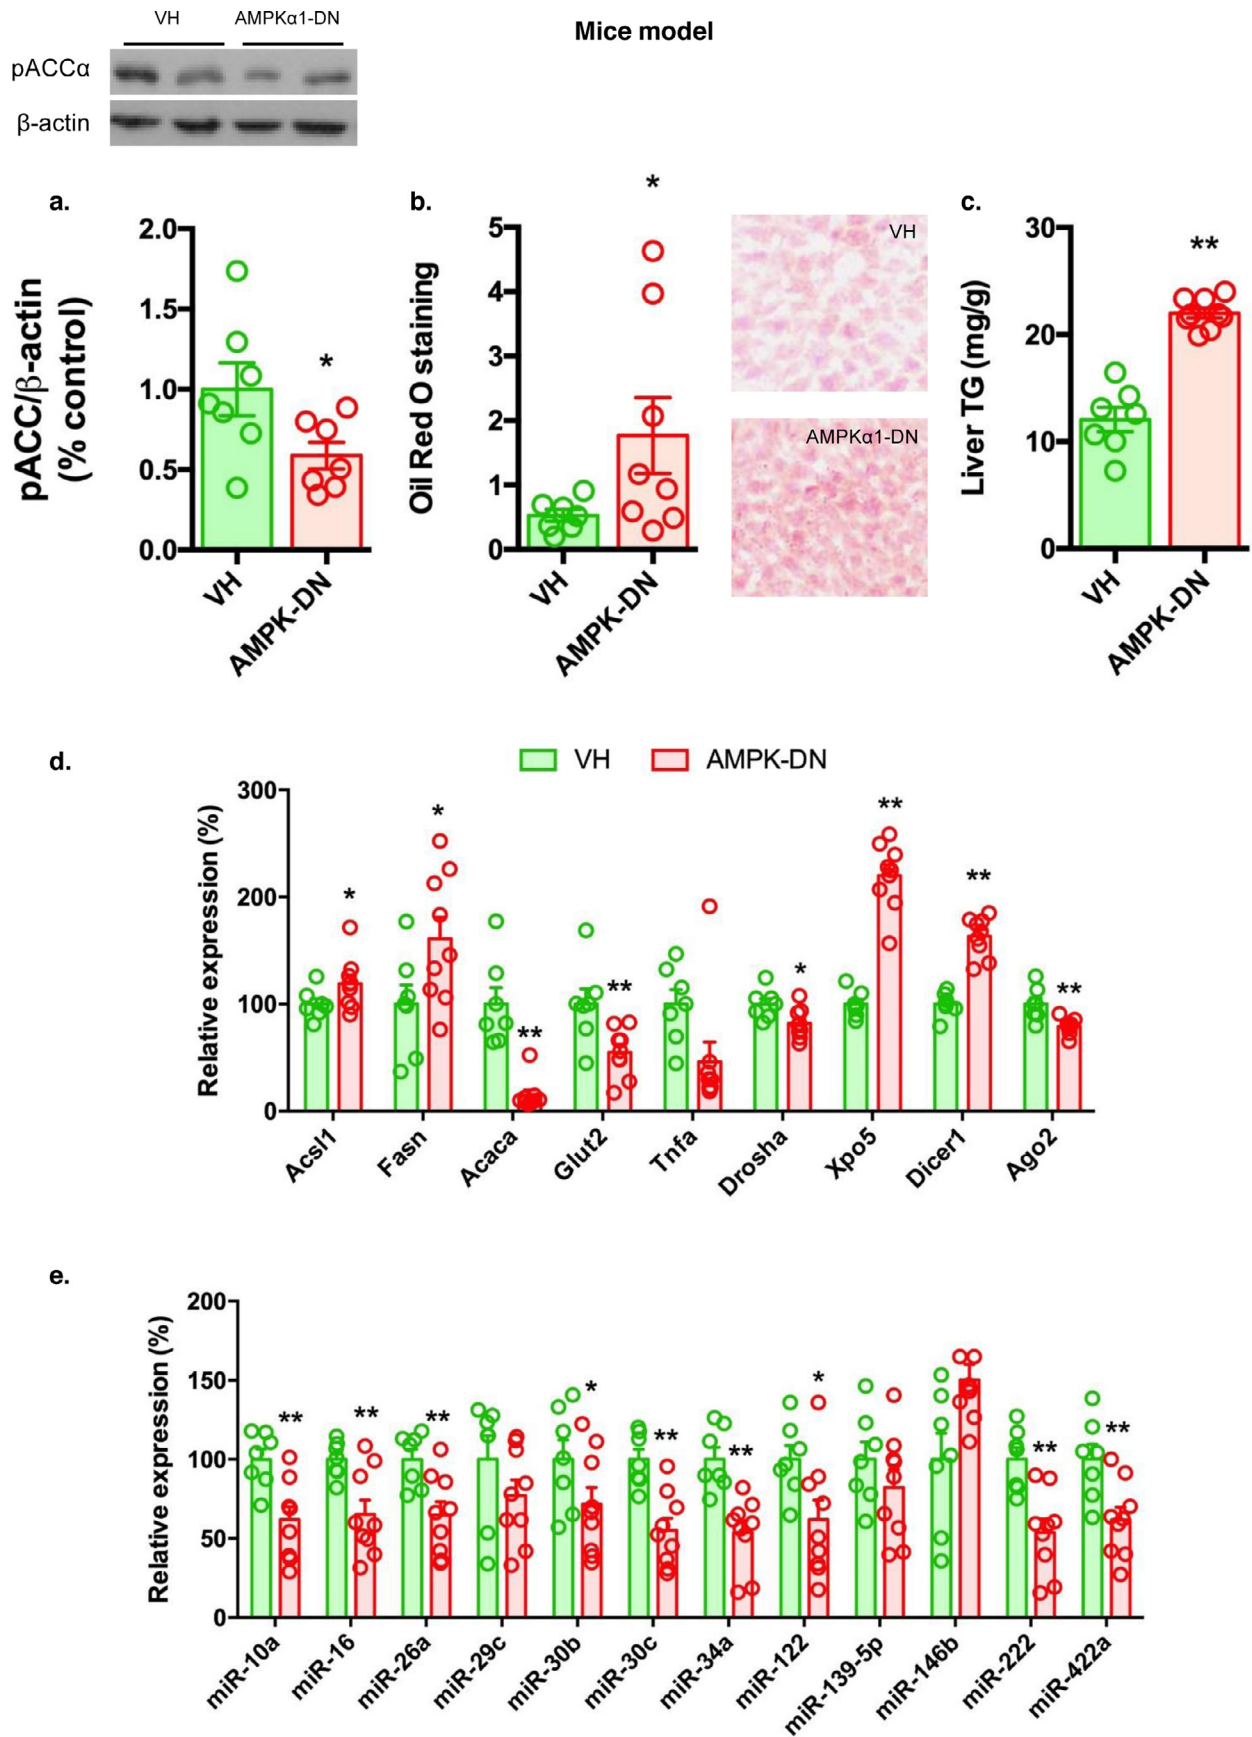 VH AMPKα1-DN
Mice model
pACCα
β-actin
a.
pACC/β-actin
(% control)
2.0
1.5
1.0
0.5
0.0
*
VH
AMPK-DN
b.
Oil Red O staining
5
4
3
2
1
0
*
VH
AMPK-DN
VH
AMPKα1-DN
c.
Liver TG (mg/g)
30
20
10
0
**
VH
AMPK-DN
d.
VH AMPK-DN
Relative expression (%)
300
200
100
0
* * ** ** * ** ** **
Acsl1 Fasn Acaca Glut2 Tnfa Drosha Xpo5 Dicer1 Ago2
e.
Relative expression (%)
200
150
100
50
0
** ** ** * ** ** * ** **
miR-10a miR-16 miR-26a miR-29c miR-30b miR-30c miR-34a miR-122 miR-139-5p miR-146b miR-222 miR-422a